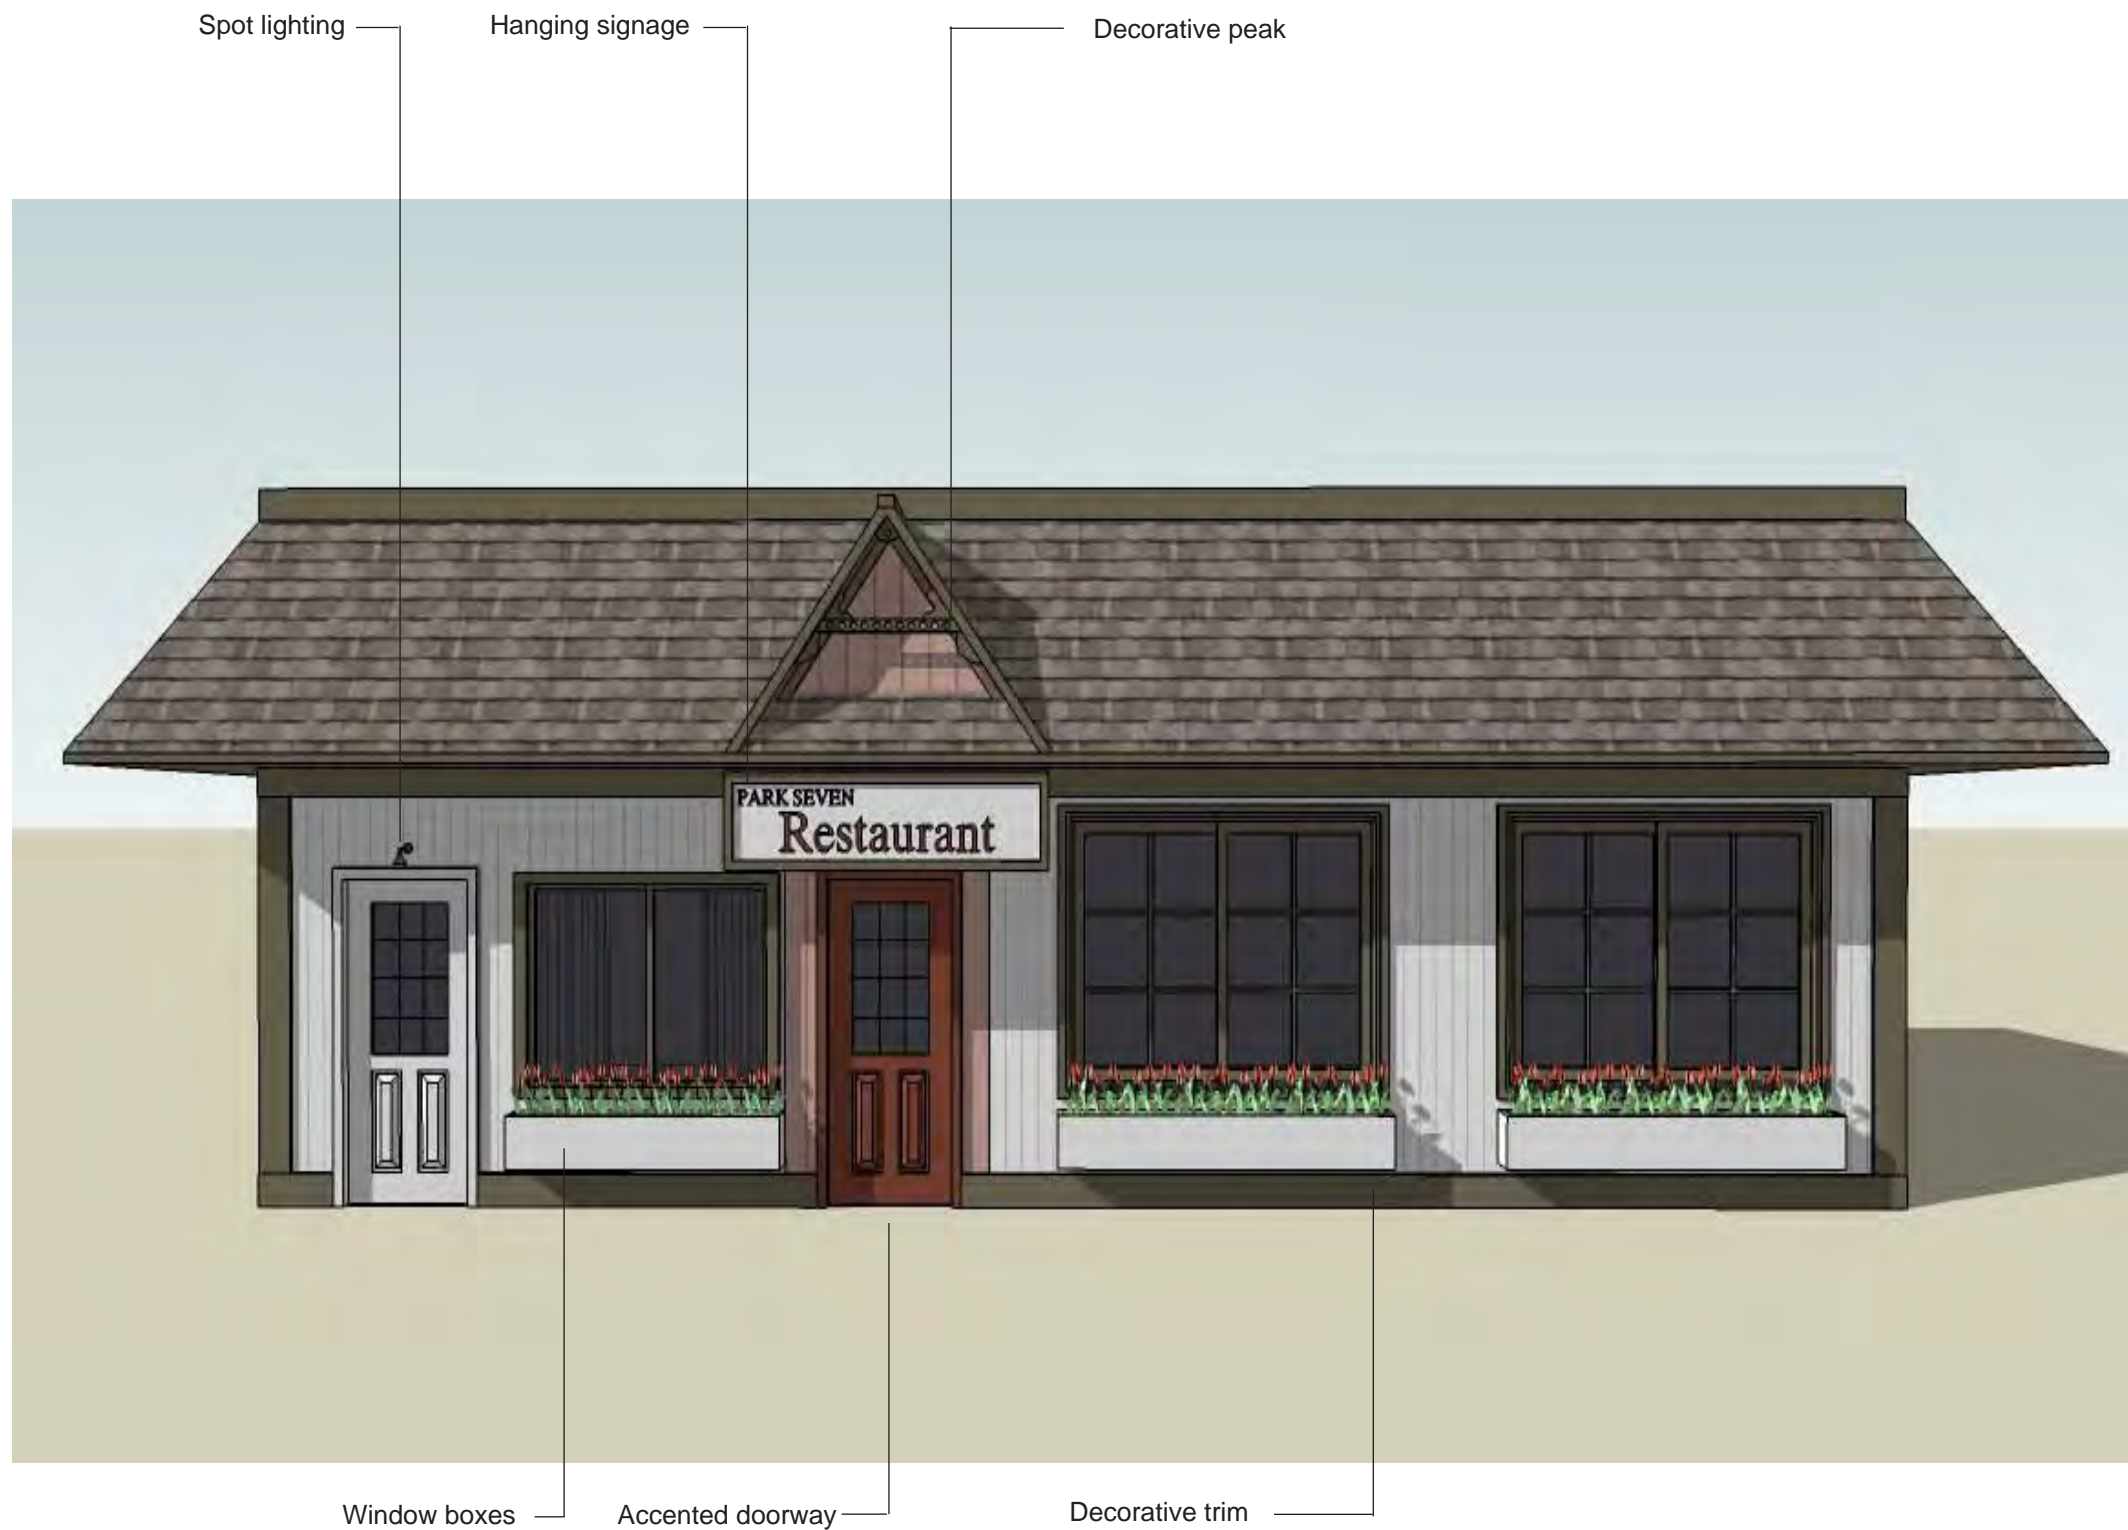 Spot lighting
Hanging signage
Decorative peak
PARK SEVEN
Restaurant
Window boxes
Accented doorway
Decorative trim